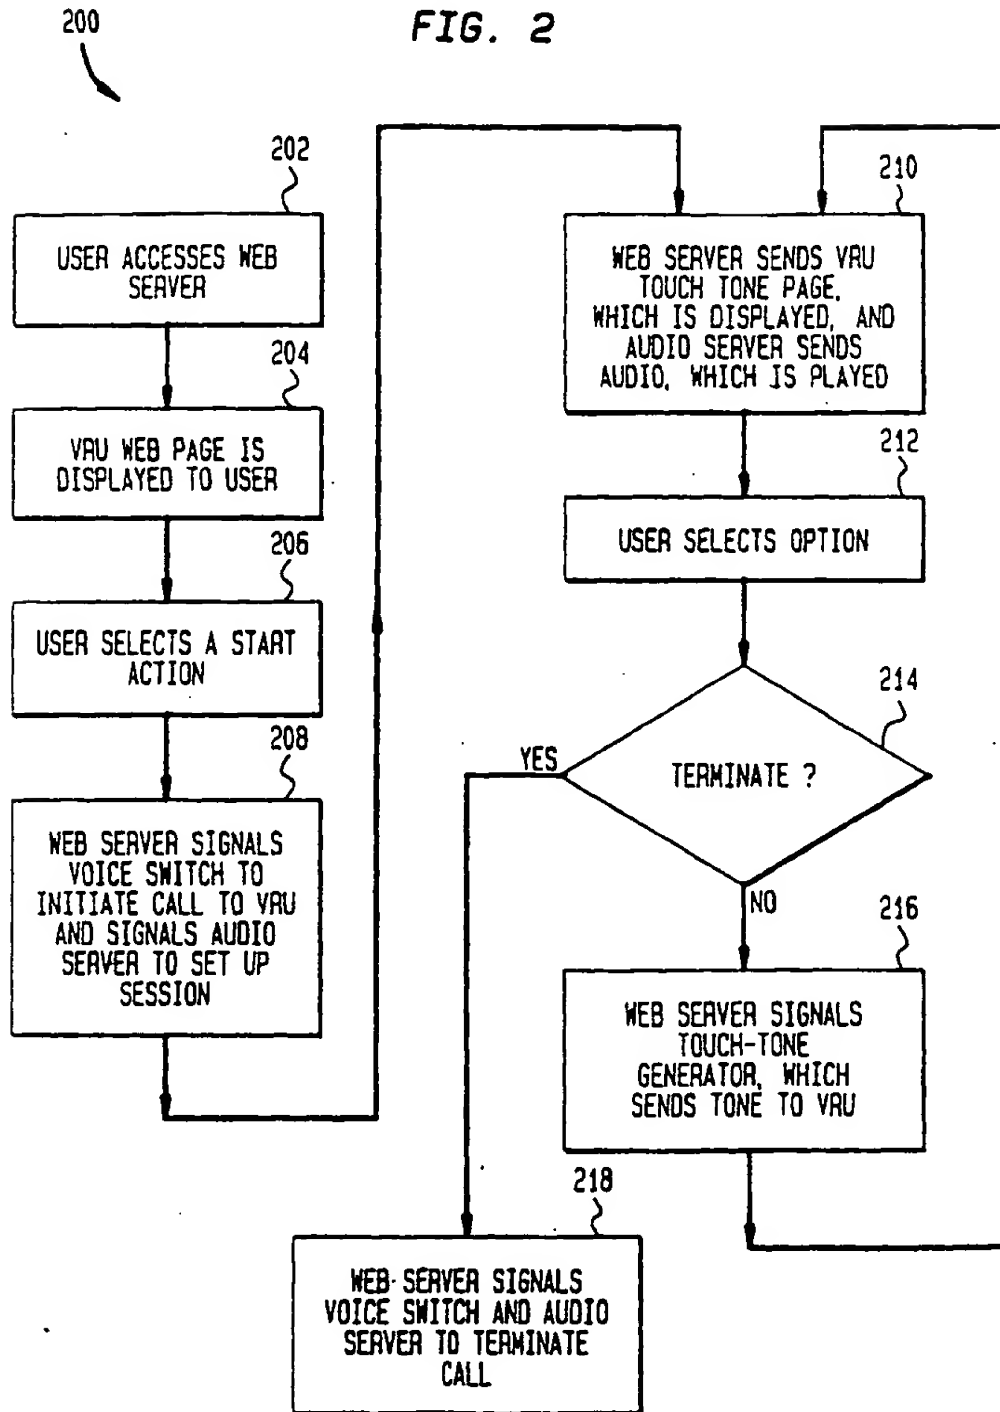 200
FIG. 2
202
USER ACCESSES WEB
SERVER
204
VRU WEB PAGE IS
DISPLAYED TO USER
206
USER SELECTS A START
ACTION
208
WEB SERVER SIGNALS
VOICE SWITCH TO
INITIATE CALL TO VRU
AND SIGNALS AUDIO
SERVER TO SET UP
SESSION
210
WEB SERVER SENDS VRU
TOUCH TONE PAGE,
WHICH IS DISPLAYED, AND
AUDIO SERVER SENDS
AUDIO, WHICH IS PLAYED
212
USER SELECTS OPTION
214
TERMINATE ?
YES
NO
216
WEB SERVER SIGNALS
TOUCH-TONE
GENERATOR, WHICH
SENDS TONE TO VRU
218
WEB SERVER SIGNALS
VOICE SWITCH AND AUDIO
SERVER TO TERMINATE
CALL